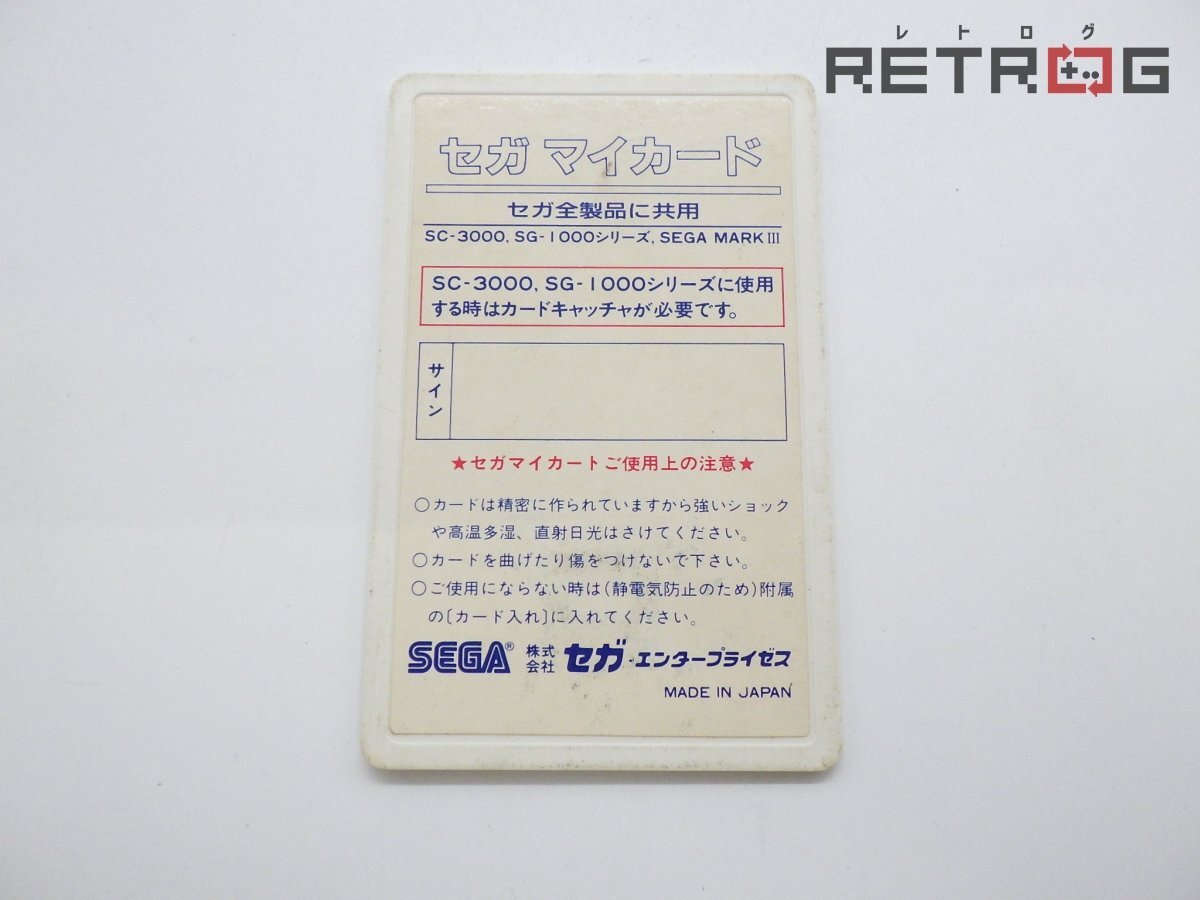 レトログ
RETROG
セガ マイカード
セガ全製品に共用
SC-3000, SG-1000シリーズ, SEGA MARK III
SC-3000, SG-1000シリーズに使用
する時はカードキャッチャが必要です。
サイン
★セガマイカートご使用上の注意★
○カードは精密に作られていますから強いショック
や高温多湿、直射日光はさけてください。
○カードを曲げたり傷をつけないで下さい。
○ご使用にならない時は(静電気防止のため)附属
の〔カード入れ〕に入れてください。
SEGA® 株式会社 セガ・エンタープライゼス
MADE IN JAPAN